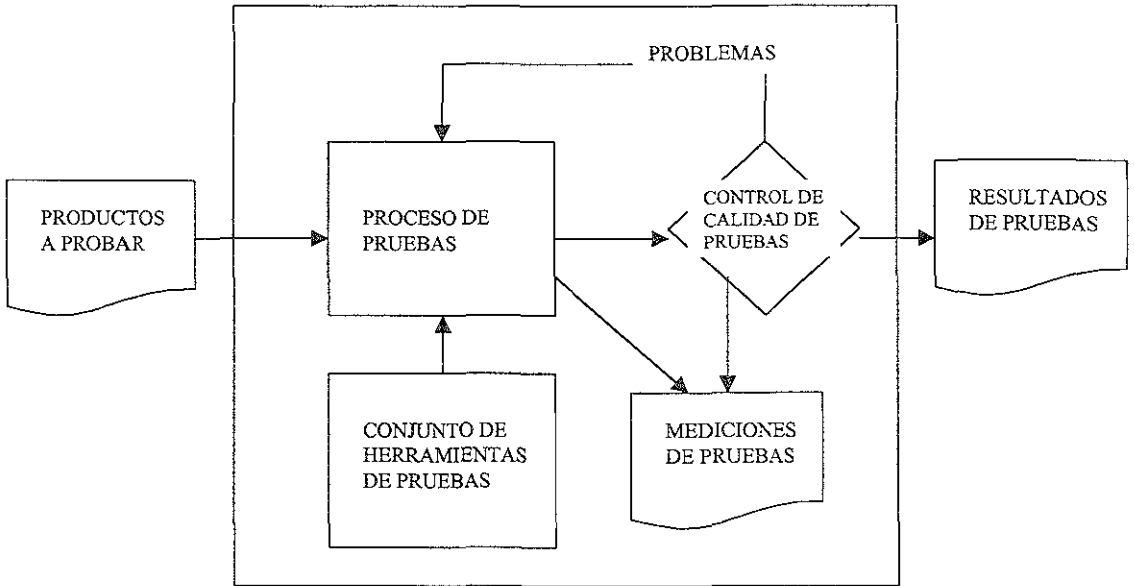 PROBLEMAS
PRODUCTOS
A PROBAR
PROCESO DE
PRUEBAS
CONTROL DE
CALIDAD DE
PRUEBAS
RESULTADOS
DE PRUEBAS
CONJUNTO DE
HERRAMIENTAS
DE PRUEBAS
MEDICIONES
DE PRUEBAS